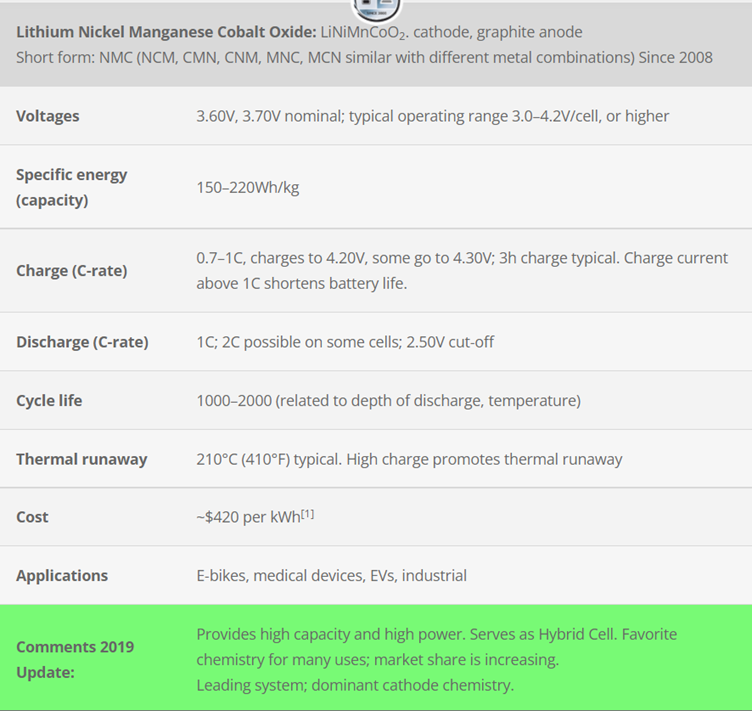 Lithium Nickel Manganese Cobalt Oxide: LiNiMnCoO₂. cathode, graphite anode
Short form: NMC (NCM, CMN, CNM, MNC, MCN similar with different metal combinations) Since 2008
Voltages
3.60V, 3.70V nominal; typical operating range 3.0–4.2V/cell, or higher
Specific energy
(capacity)
150–220Wh/kg
Charge (C-rate)
0.7–1C, charges to 4.20V, some go to 4.30V; 3h charge typical. Charge current
above 1C shortens battery life.
Discharge (C-rate)
1C; 2C possible on some cells; 2.50V cut-off
Cycle life
1000–2000 (related to depth of discharge, temperature)
Thermal runaway
210°C (410°F) typical. High charge promotes thermal runaway
Cost
~$420 per kWh[1]
Applications
E-bikes, medical devices, EVs, industrial
Comments 2019
Update:
Provides high capacity and high power. Serves as Hybrid Cell. Favorite
chemistry for many uses; market share is increasing.
Leading system; dominant cathode chemistry.